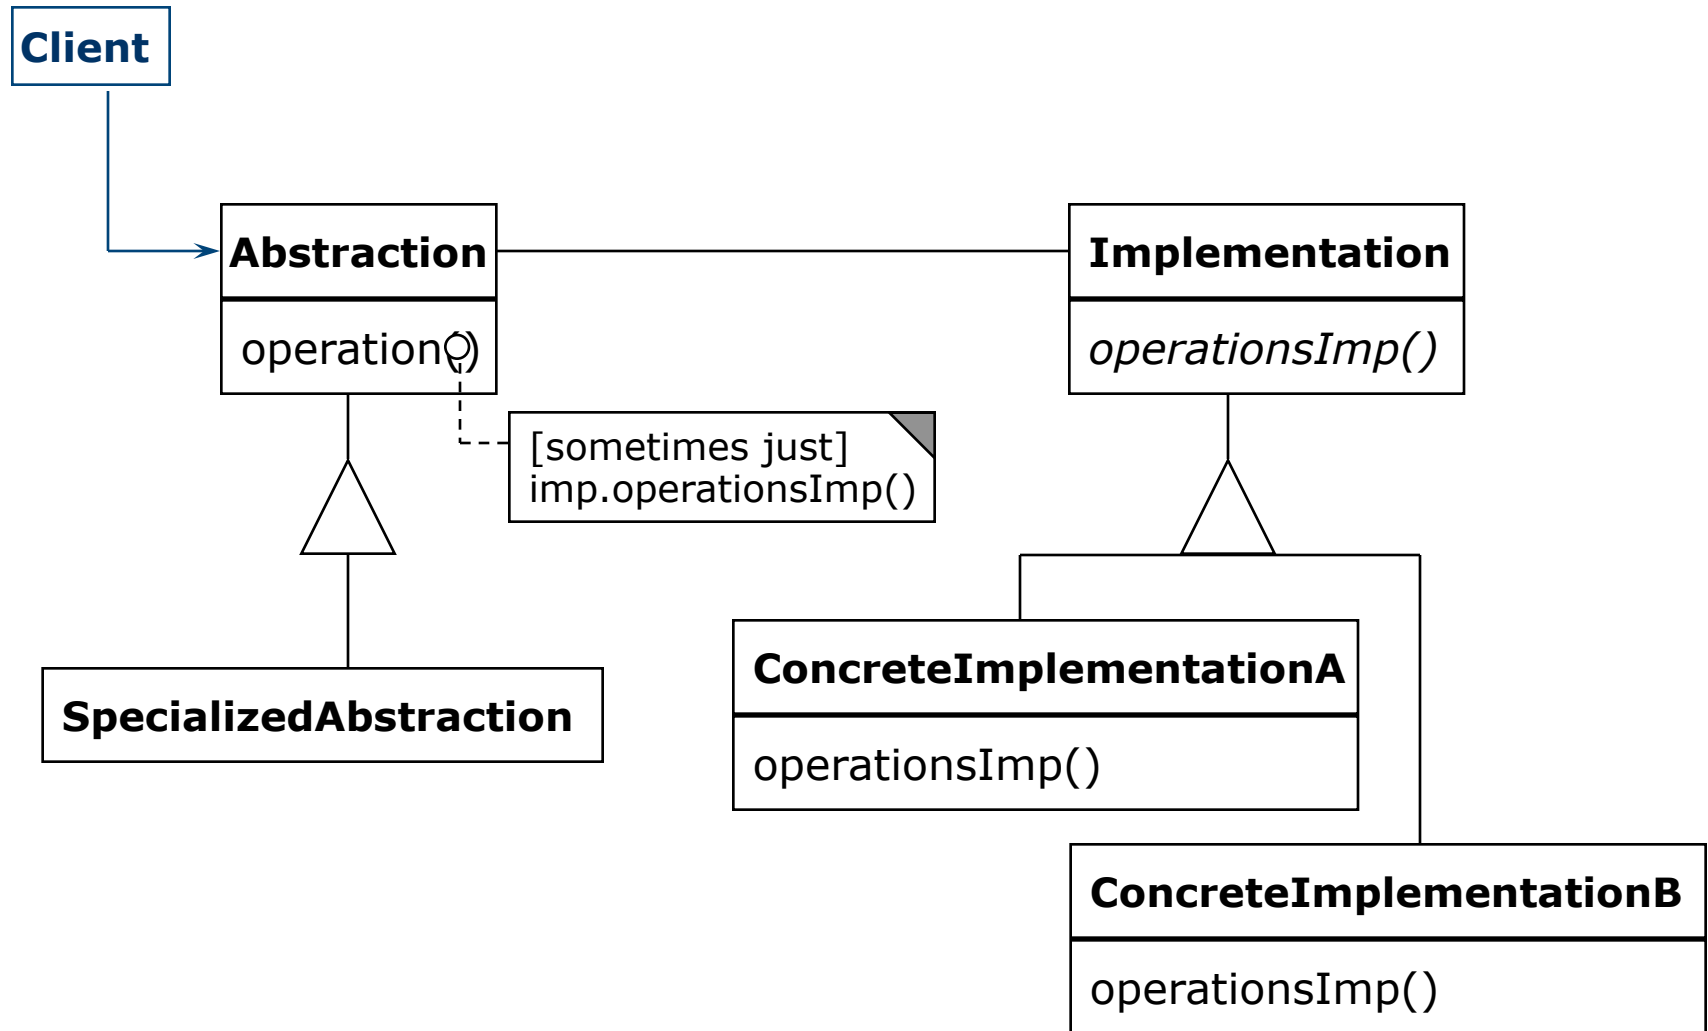 Client
Abstraction
operation()
Implementation
operationsImp()
[sometimes just]
imp.operationsImp()
SpecializedAbstraction
ConcreteImplementationA
operationsImp()
ConcreteImplementationB
operationsImp()